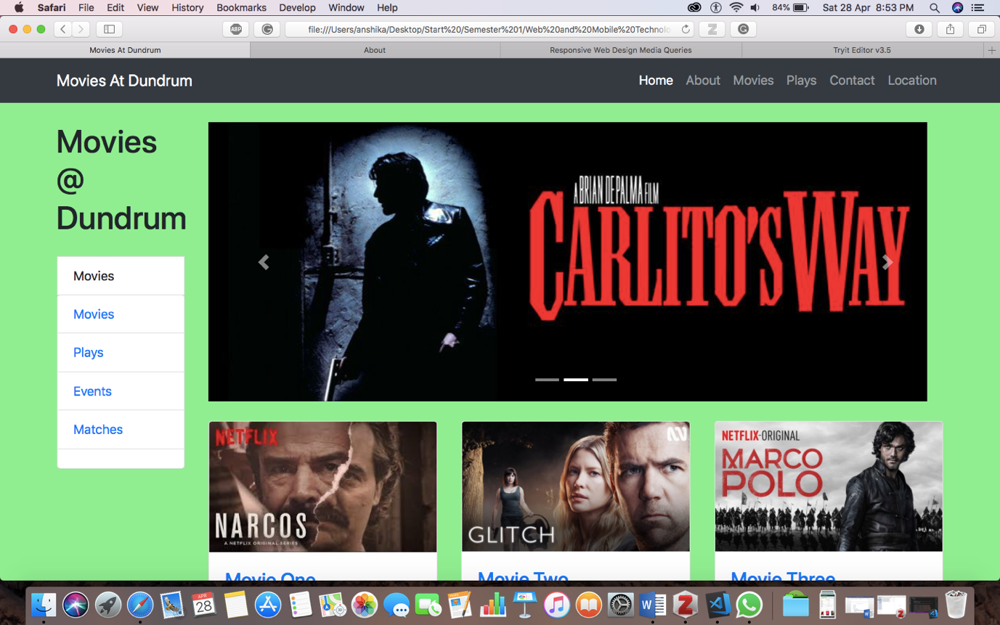 Safari File Edit View History Bookmarks Develop Window Help 84% Sat 28 Apr 8:53 PM
ABP file:///Users/anshika/Desktop/Start%20/Semester%201/Web%20and%20Mobile%20Technolo
Movies At Dundrum About Responsive Web Design Media Queries Tryit Editor v3.5
Movies At Dundrum Home About Movies Plays Contact Location
Movies
@
Dundrum
A BRIAN DE PALMA FILM
CARLITO'S WAY
Movies
Movies
Plays
Events
Matches
NETFLIX
NARCOS
A NETFLIX ORIGINAL SERIES
GLITCH
NETFLIX-ORIGINAL
MARCO
POLO
Movie One Movie Two Movie Three
APR
28